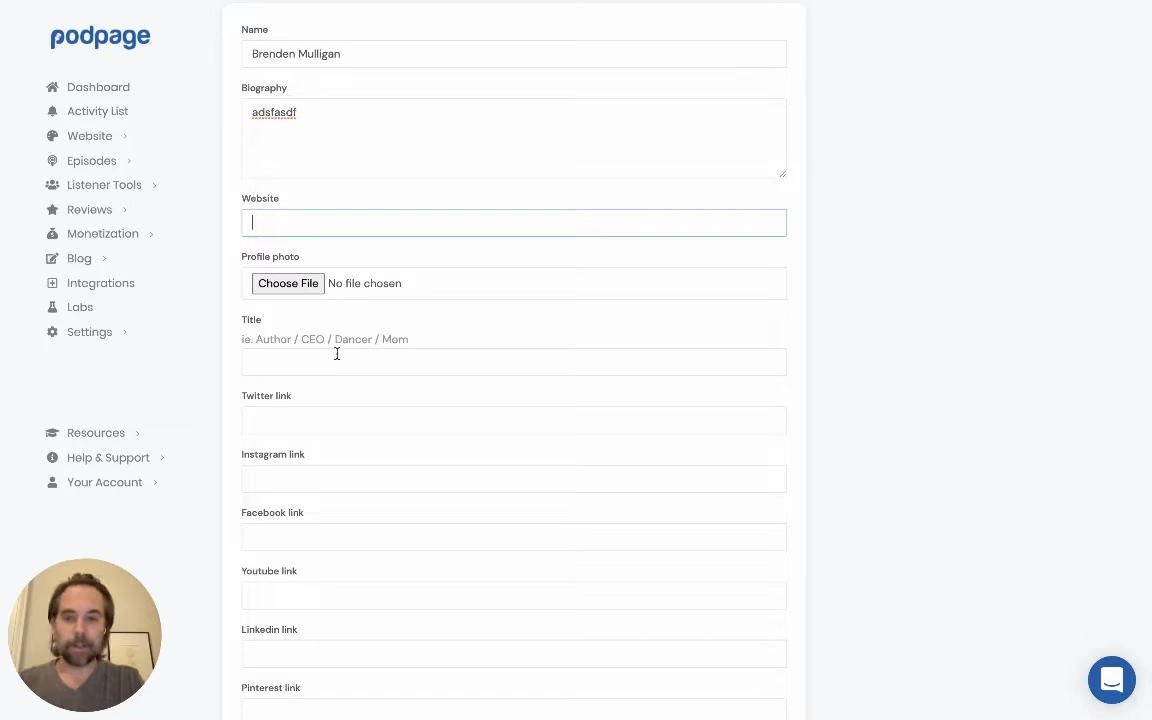 podpage
Dashboard
Activity List
Website
Episodes
Listener Tools
Reviews
Monetization
Blog
Integrations
Labs
Settings
Resources
Help & Support
Your Account
Name
Brenden Mulligan
Biography
adsfasdf
Website
Profile photo
Choose File No file chosen
Title
ie. Author / CEO / Dancer / Mom
Twitter link
Instagram link
Facebook link
Youtube link
Linkedin link
Pinterest link